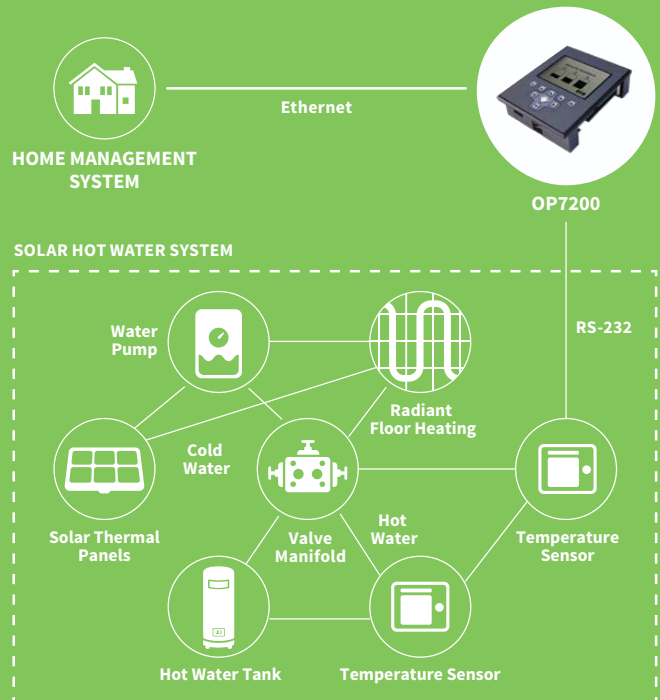 Ethernet
HOME MANAGEMENT
SYSTEM
OP7200
SOLAR HOT WATER SYSTEM
RS-232
Water
Pump
Radiant
Floor Heating
Cold
Water
Solar Thermal
Panels
Valve
Manifold
Hot
Water
Temperature
Sensor
Hot Water Tank
Temperature Sensor